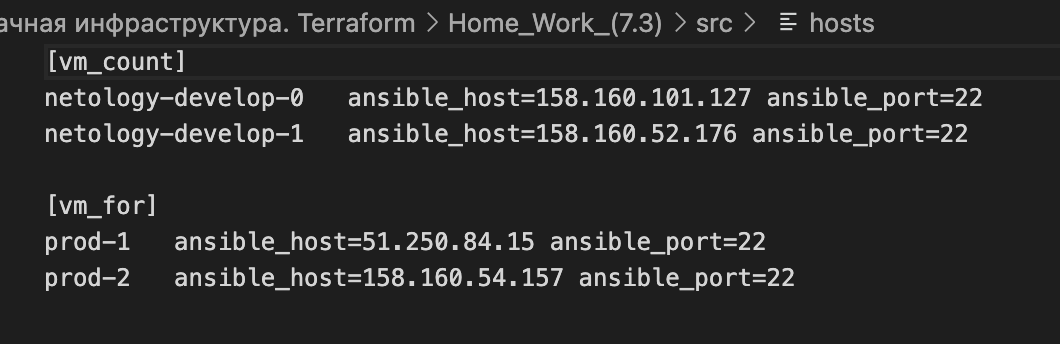 инфраструктура. Terraform > Home_Work_(7.3) > src > hosts
[vm_count]
netology-develop-0 ansible_host=158.160.101.127 ansible_port=22
netology-develop-1 ansible_host=158.160.52.176 ansible_port=22
[vm_for]
prod-1 ansible_host=51.250.84.15 ansible_port=22
prod-2 ansible_host=158.160.54.157 ansible_port=22